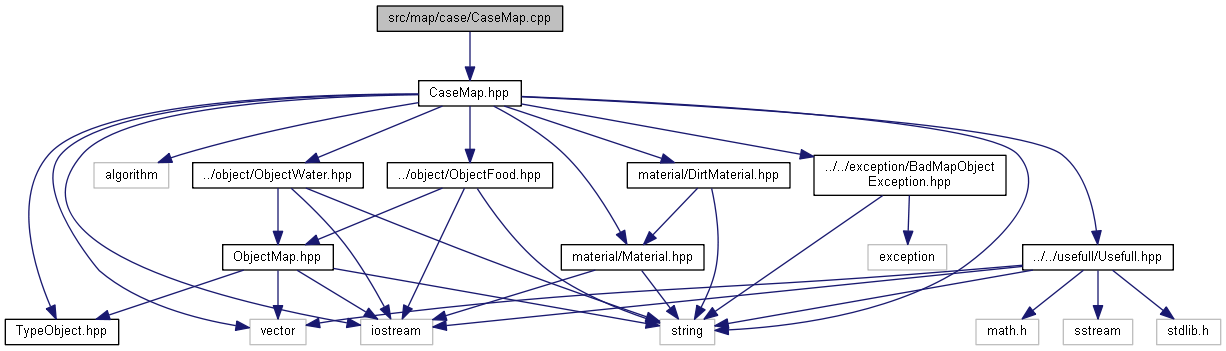 src/map/case/CaseMap.cpp
CaseMap.hpp
algorithm
../object/ObjectWater.hpp
../object/ObjectFood.hpp
material/DirtMaterial.hpp
../../exception/BadMapObject
Exception.hpp
ObjectMap.hpp
material/Material.hpp
exception
../../usefull/Usefull.hpp
TypeObject.hpp
vector
iostream
string
math.h
sstream
stdlib.h